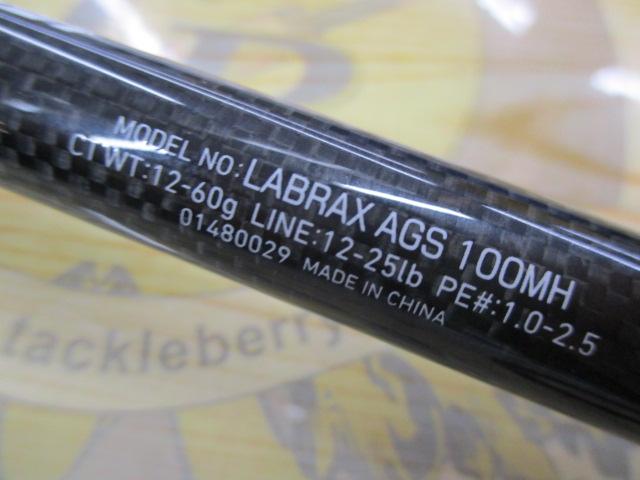 MODEL NO:LABRAX AGS 100MH
CTWT:12-60g LINE:12-25lb PE#:1.0-2.5
01480029 MADE IN CHINA
tackleberry